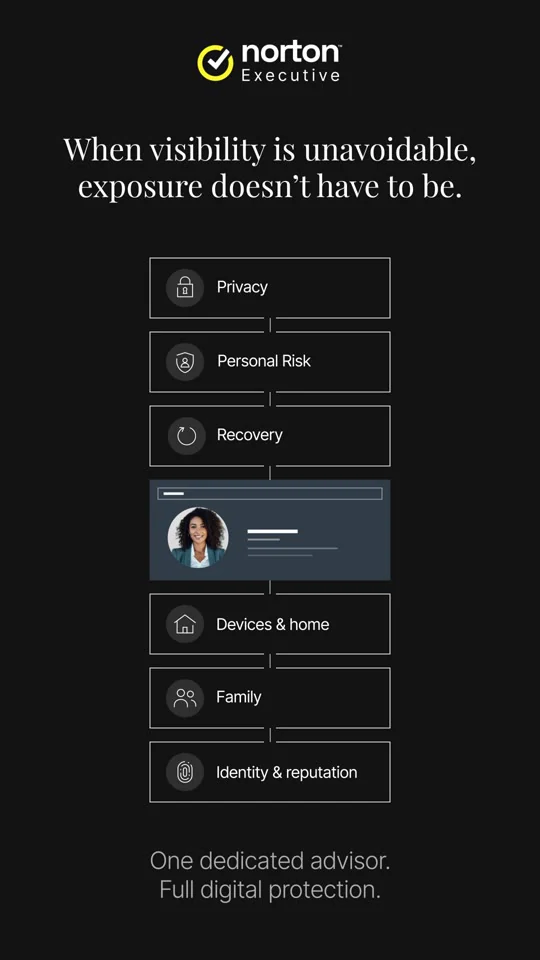 norton™
Executive
When visibility is unavoidable,
exposure doesn't have to be.
Privacy
Personal Risk
Recovery
Devices & home
Family
Identity & reputation
One dedicated advisor.
Full digital protection.